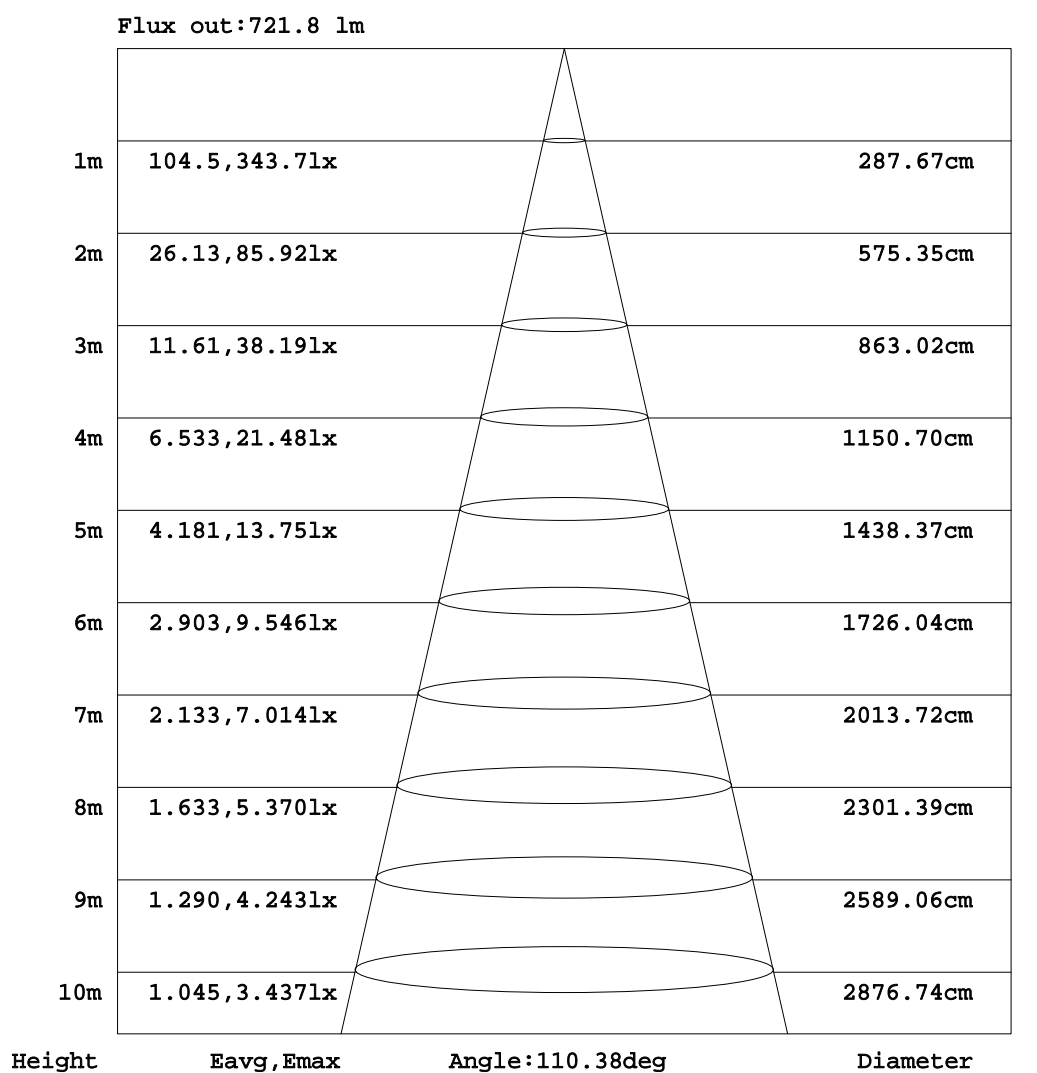 Flux out:721.8 lm
1m 104.5,343.7lx 287.67cm
2m 26.13,85.92lx 575.35cm
3m 11.61,38.19lx 863.02cm
4m 6.533,21.48lx 1150.70cm
5m 4.181,13.75lx 1438.37cm
6m 2.903,9.546lx 1726.04cm
7m 2.133,7.014lx 2013.72cm
8m 1.633,5.370lx 2301.39cm
9m 1.290,4.243lx 2589.06cm
10m 1.045,3.437lx 2876.74cm
Height Eavg,Emax Angle:110.38deg Diameter